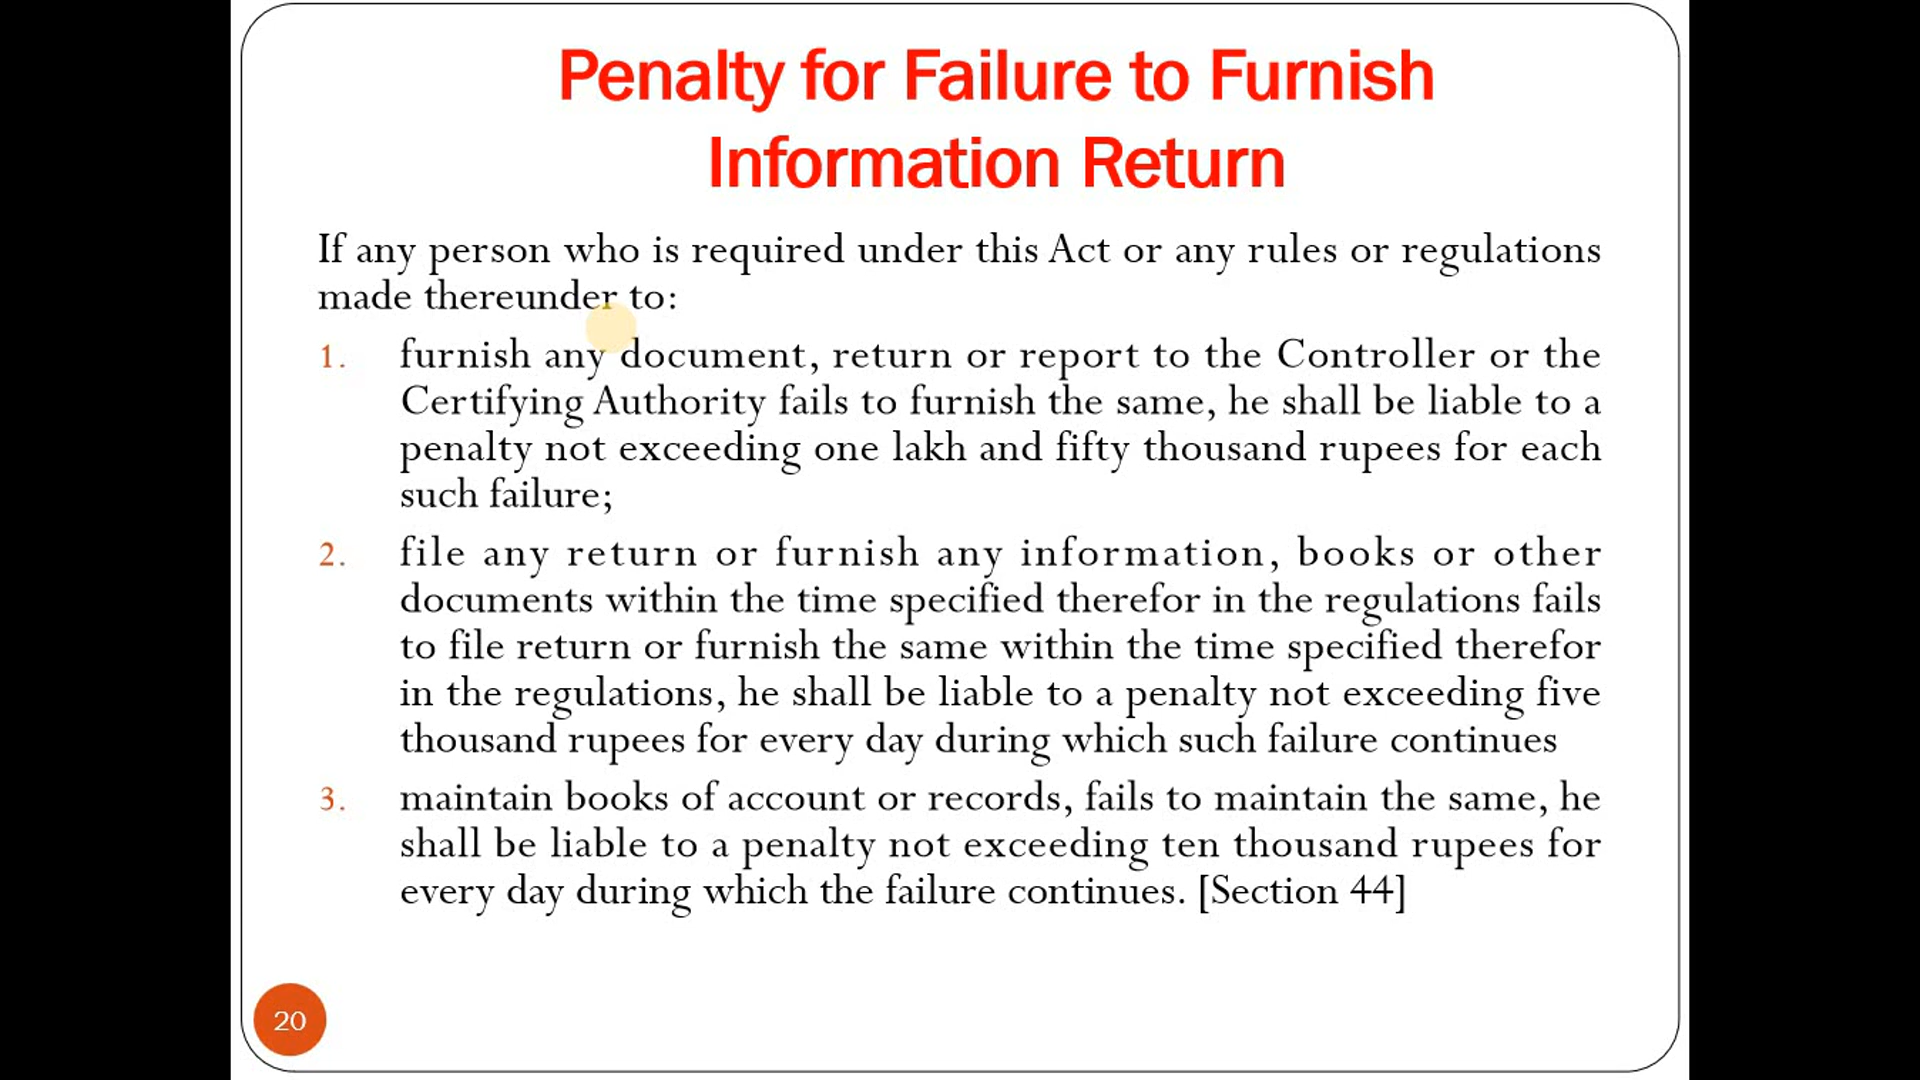 Penalty for Failure to Furnish
Information Return
If any person who is required under this Act or any rules or regulations
made thereunder to:
1. furnish any document, return or report to the Controller or the
Certifying Authority fails to furnish the same, he shall be liable to a
penalty not exceeding one lakh and fifty thousand rupees for each
such failure;
2. file any return or furnish any information, books or other
documents within the time specified therefor in the regulations fails
to file return or furnish the same within the time specified therefor
in the regulations, he shall be liable to a penalty not exceeding five
thousand rupees for every day during which such failure continues
3. maintain books of account or records, fails to maintain the same, he
shall be liable to a penalty not exceeding ten thousand rupees for
every day during which the failure continues. [Section 44]
20